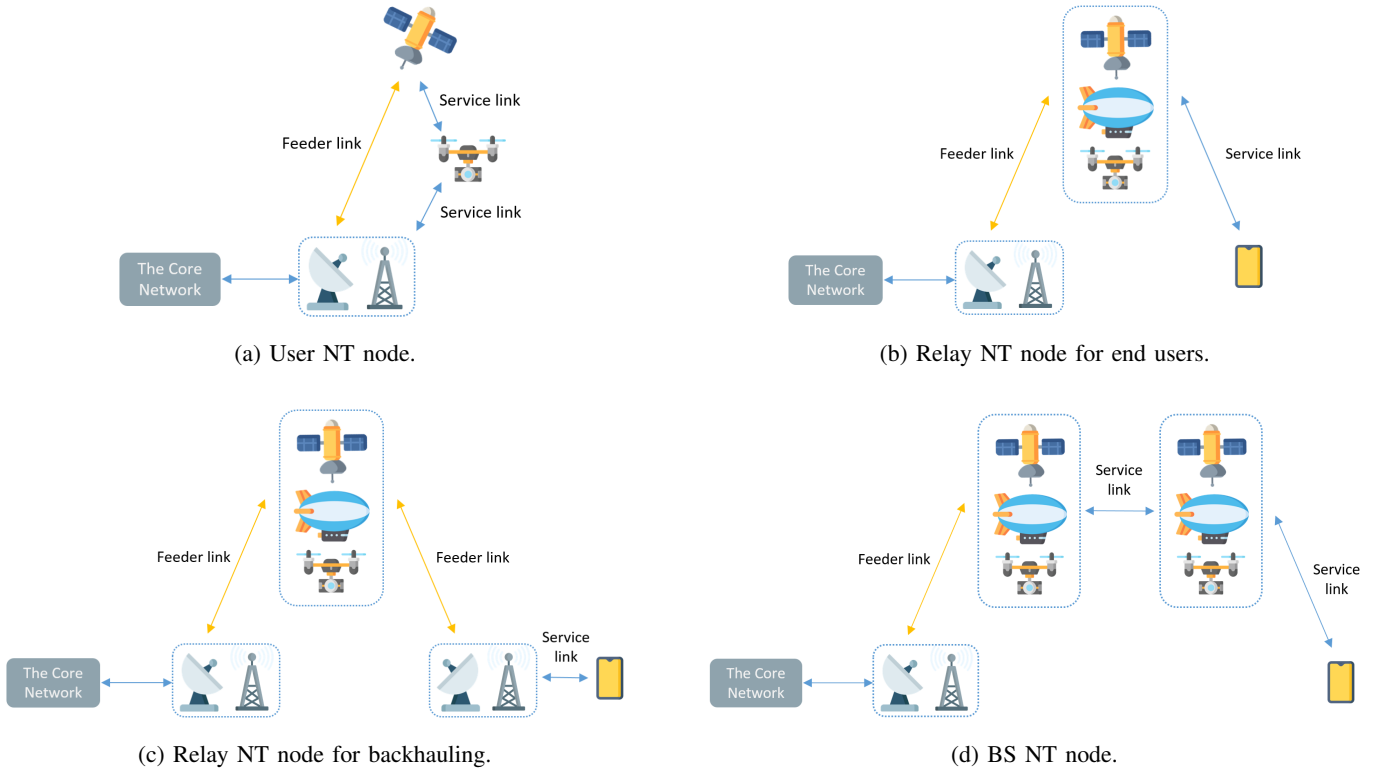 Service link
Feeder link
Service link
The Core
Network
(a) User NT node.
Feeder link
Service link
The Core
Network
(b) Relay NT node for end users.
Feeder link
Feeder link
Service
link
The Core
Network
(c) Relay NT node for backhauling.
Service
link
Feeder link
Service
link
The Core
Network
(d) BS NT node.